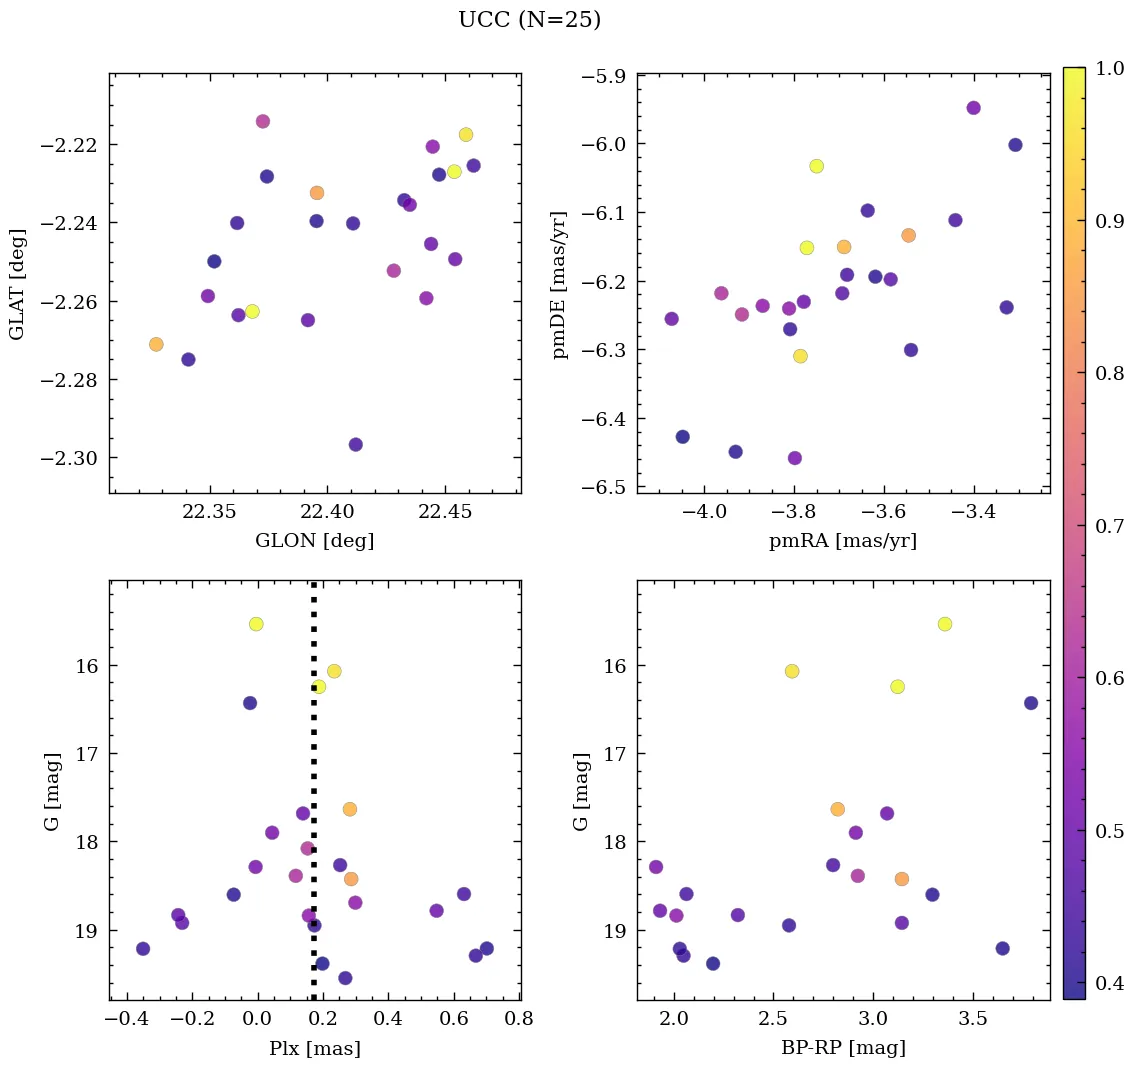 UCC (N=25)
−2.22
−2.24
−2.26
−2.28
−2.30
GLAT [deg]
22.35 22.40 22.45
GLON [deg]
−5.9
−6.0
−6.1
−6.2
−6.3
−6.4
−6.5
pmDE [mas/yr]
−4.0 −3.8 −3.6 −3.4
pmRA [mas/yr]
16
17
18
19
G [mag]
−0.4 −0.2 0.0 0.2 0.4 0.6 0.8
Plx [mas]
16
17
18
19
G [mag]
2.0 2.5 3.0 3.5
BP-RP [mag]
1.0
0.9
0.8
0.7
0.6
0.5
0.4